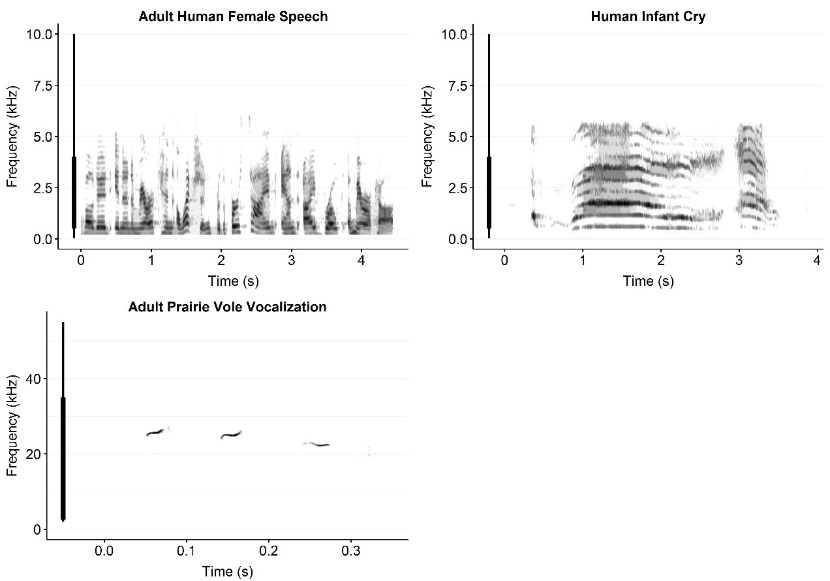 Adult Human Female Speech
10.0
7.5
5.0
2.5
0.0
Frequency (kHz)
0 1 2 3 4
Time (s)
Human Infant Cry
10.0
7.5
5.0
2.5
0.0
Frequency (kHz)
0 1 2 3 4
Time (s)
Adult Prairie Vole Vocalization
40
20
0
Frequency (kHz)
0.0 0.1 0.2 0.3
Time (s)